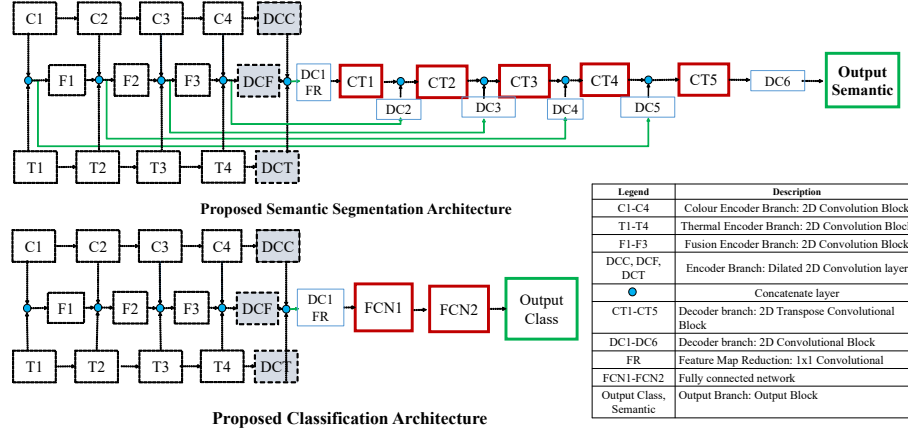 C1 C2 C3 C4 DCC
F1 F2 F3 DCF DC1 FR CT1 CT2 CT3 CT4 CT5 DC6 Output Semantic
DC2 DC3 DC4 DC5
T1 T2 T3 T4 DCT
Proposed Semantic Segmentation Architecture
C1 C2 C3 C4 DCC
F1 F2 F3 DCF DC1 FR FCN1 FCN2 Output Class
T1 T2 T3 T4 DCT
Proposed Classification Architecture
Legend Description
C1-C4 Colour Encoder Branch: 2D Convolution Block
T1-T4 Thermal Encoder Branch: 2D Convolution Block
F1-F3 Fusion Encoder Branch: 2D Convolution Block
DCC, DCF, DCT Encoder Branch: Dilated 2D Convolution layer
Concatenate layer
CT1-CT5 Decoder branch: 2D Transpose Convolutional Block
DC1-DC6 Decoder branch: 2D Convolutional Block
FR Feature Map Reduction: 1x1 Convolutional
FCN1-FCN2 Fully connected network
Output Class, Semantic Output Branch: Output Block